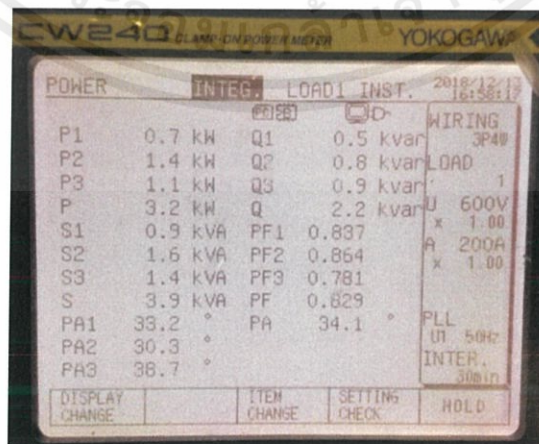 CW240 CLAMP-ON POWER METER YOKOGAWA
POWER INTEG. LOAD1 INST. 2018/12/13
P1 0.7 kW Q1 0.5 kvar
P2 1.4 kW Q2 0.8 kvar
P3 1.1 kW Q3 0.9 kvar
P 3.2 kW Q 2.2 kvar
S1 0.9 kVA PF1 0.837
S2 1.6 kVA PF2 0.864
S3 1.4 kVA PF3 0.781
S 3.9 kVA PF 0.829
PA1 33.2 ° PA 34.1 °
PA2 30.3 °
PA3 38.7 °
WIRING
3P4W
LOAD
1
U 600V
x 1.00
A 200A
x 1.00
PLL
U1 50Hz
INTER.
30min
DISPLAY CHANGE
ITEM CHANGE
SETTING CHECK
HOLD